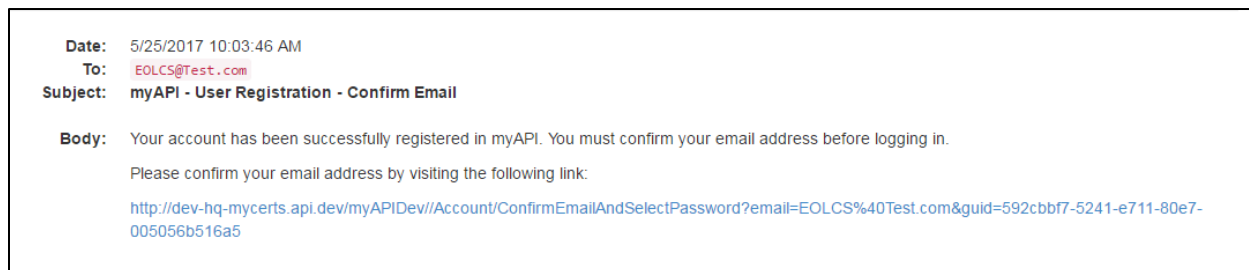 Date: 5/25/2017 10:03:46 AM
To: EOLCS@Test.com
Subject: myAPI - User Registration - Confirm Email
Body: Your account has been successfully registered in myAPI. You must confirm your email address before logging in.
Please confirm your email address by visiting the following link:
http://dev-hq-mycerts.api.dev/myAPIDev//Account/ConfirmEmailAndSelectPassword?email=EOLCS%40Test.com&guid=592cbbf7-5241-e711-80e7-
005056b516a5